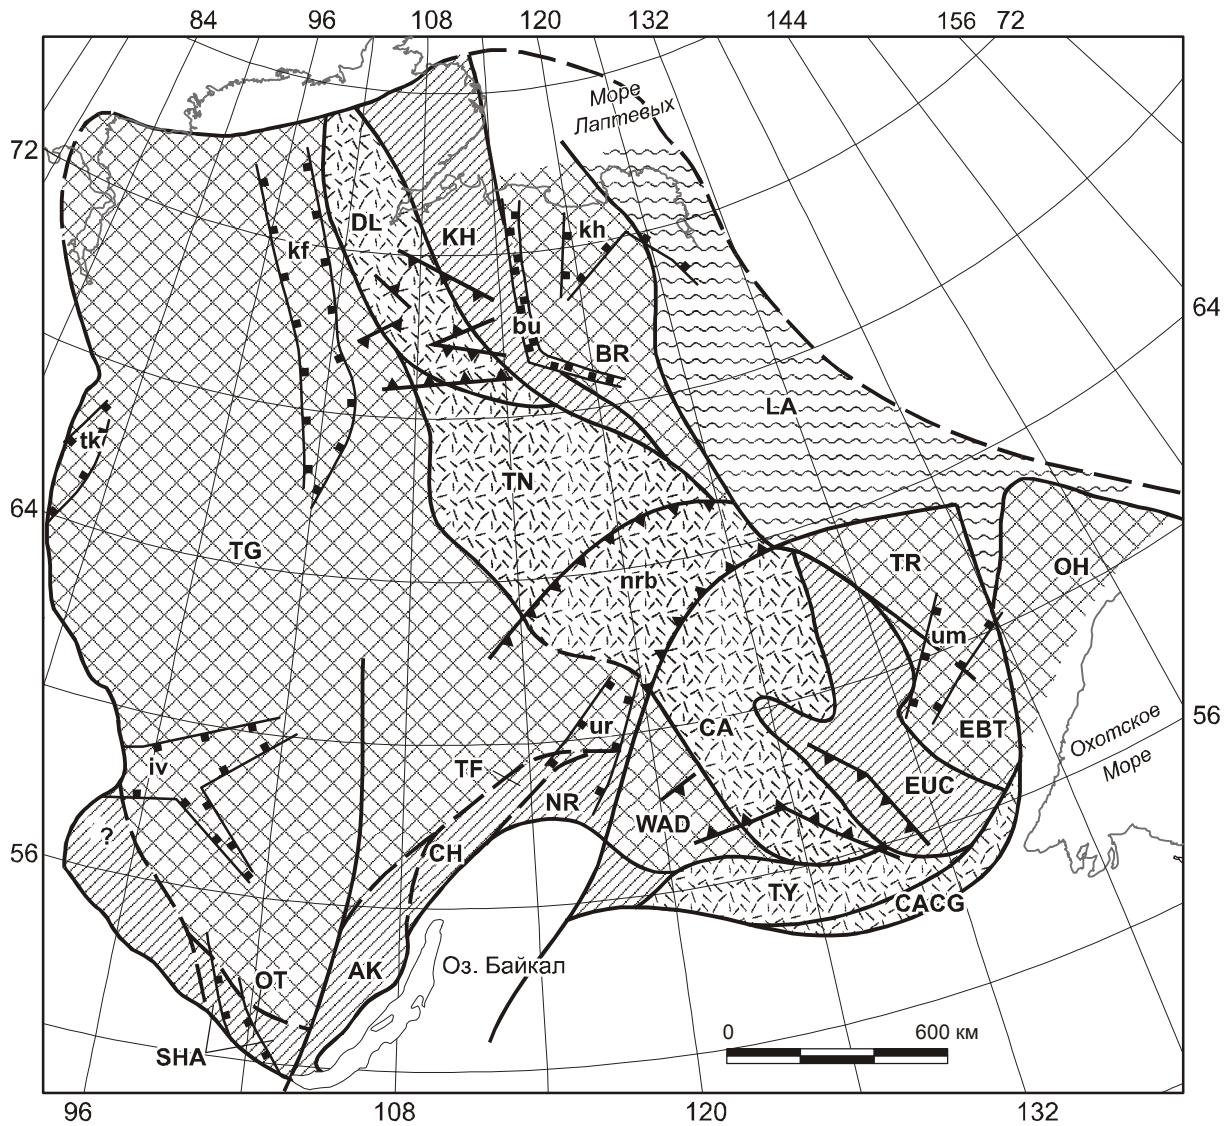 84 96 108 120 132 144 156 72
Море
Лаптевых
72
DL
KH
kh
kf
64
bu
BR
LA
tk
TN
64
TG
nrb
TR
OH
um
ur
CA
EBT
56
Охотское
Море
iv
TF
EUC
NR
WAD
?
CH
56
TY
CACG
OT
AK
Оз. Байкал
SHA
0 600 км
96 108 120 132